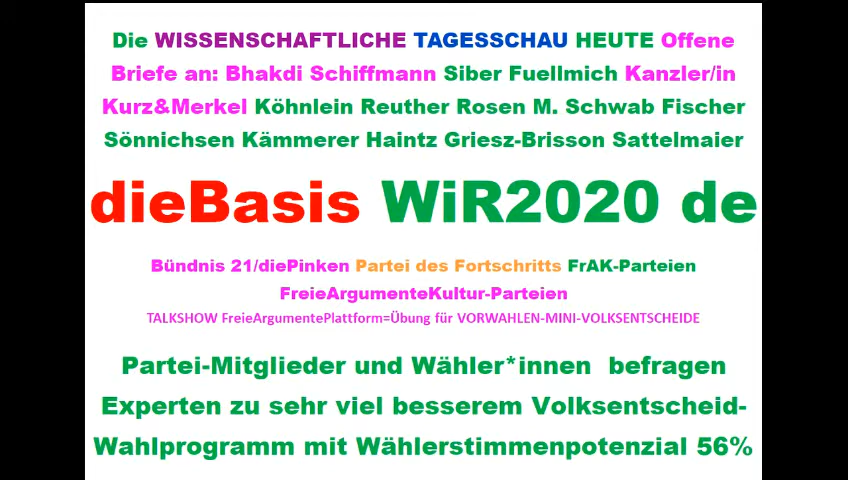 Die WISSENSCHAFTLICHE TAGESSCHAU HEUTE Offene
Briefe an: Bhakdi Schiffmann Siber Fuellmich Kanzler/in
Kurz&Merkel Köhnlein Reuther Rosen M. Schwab Fischer
Sönnichsen Kämmerer Haintz Griesz-Brisson Sattelmaier
dieBasis WiR2020 de
Bündnis 21/diePinken Partei des Fortschritts FrAK-Parteien
FreieArgumenteKultur-Parteien
TALKSHOW FreieArgumentePlattform=Übung für VORWAHLEN-MINI-VOLKSENTSCHEIDE
Partei-Mitglieder und Wähler*innen befragen
Experten zu sehr viel besserem Volksentscheid-
Wahlprogramm mit Wählerstimmenpotenzial 56%